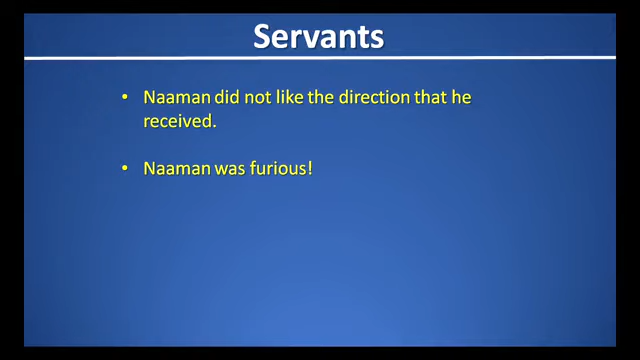 Servants
• Naaman did not like the direction that he
received.
• Naaman was furious!